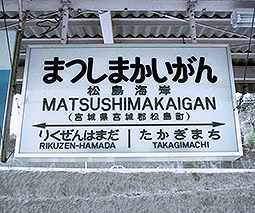 まつしまかいがん
松島海岸
MATSUSHIMAKAIGAN
(宮城県宮城郡松島町)
りくぜんはまだ たかぎまち
RIKUZEN-HAMADA TAKAGIMACHI